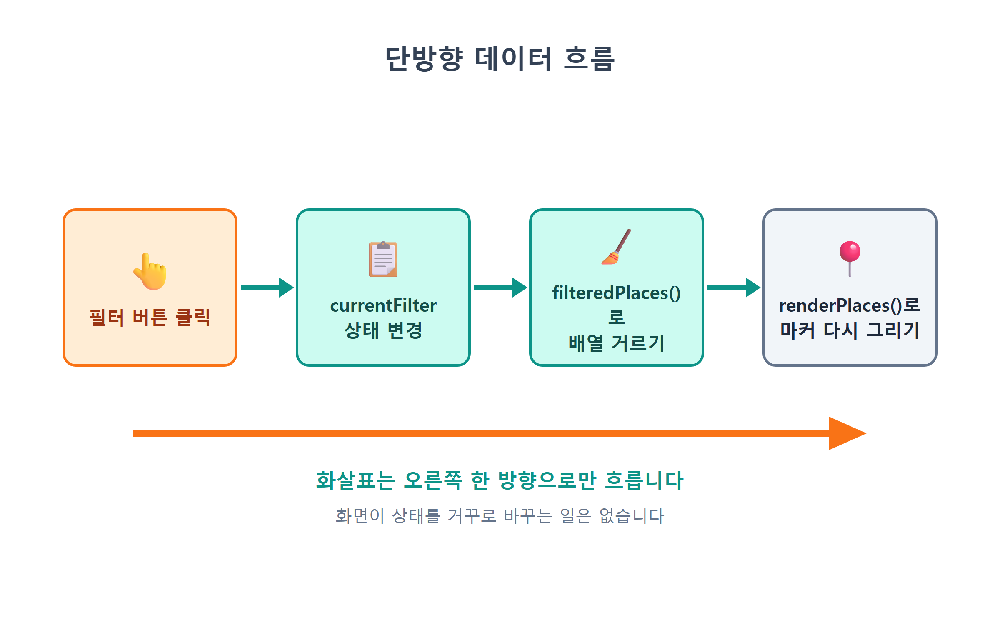 단방향 데이터 흐름
필터 버튼 클릭
currentFilter
상태 변경
filteredPlaces()
로
배열 거르기
renderPlaces()로
마커 다시 그리기
화살표는 오른쪽 한 방향으로만 흐릅니다
화면이 상태를 거꾸로 바꾸는 일은 없습니다